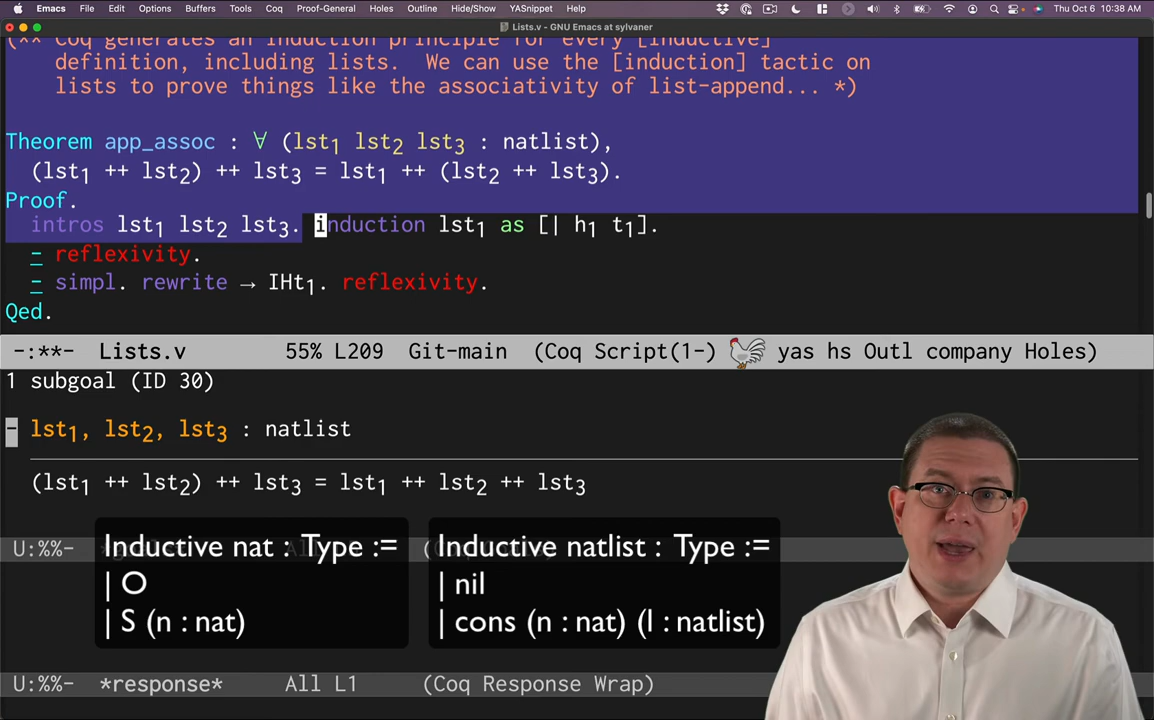 Emacs File Edit Options Buffers Tools Coq Proof-General Holes Outline Hide/Show YASnippet Help Thu Oct 6 10:38 AM
Lists.v - GNU Emacs at sylvaner
(** Coq generates an induction principle for every [inductive]
definition, including lists. We can use the [induction] tactic on
lists to prove things like the associativity of list-append... *)
Theorem app_assoc : ∀ (lst₁ lst₂ lst₃ : natlist),
(lst₁ ++ lst₂) ++ lst₃ = lst₁ ++ (lst₂ ++ lst₃).
Proof.
intros lst₁ lst₂ lst₃. induction lst₁ as [| h₁ t₁].
- reflexivity.
- simpl. rewrite → IHt₁. reflexivity.
Qed.
-:**- Lists.v 55% L209 Git-main (Coq Script(1-) yas hs Outl company Holes)
1 subgoal (ID 30)
lst₁, lst₂, lst₃ : natlist
(lst₁ ++ lst₂) ++ lst₃ = lst₁ ++ lst₂ ++ lst₃
U:%%-
Inductive nat : Type :=
| O
| S (n : nat)
Inductive natlist : Type :=
| nil
| cons (n : nat) (l : natlist)
U:%%- *response* All L1 (Coq Response Wrap)